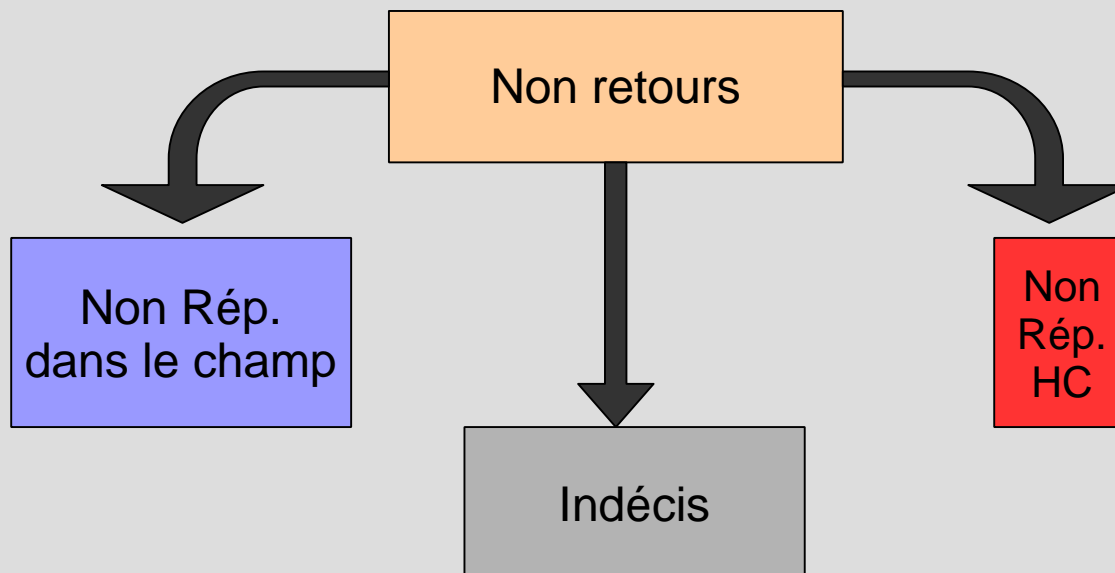 Non retours
Non Rép.
dans le champ
Non
Rép.
HC
Indécis